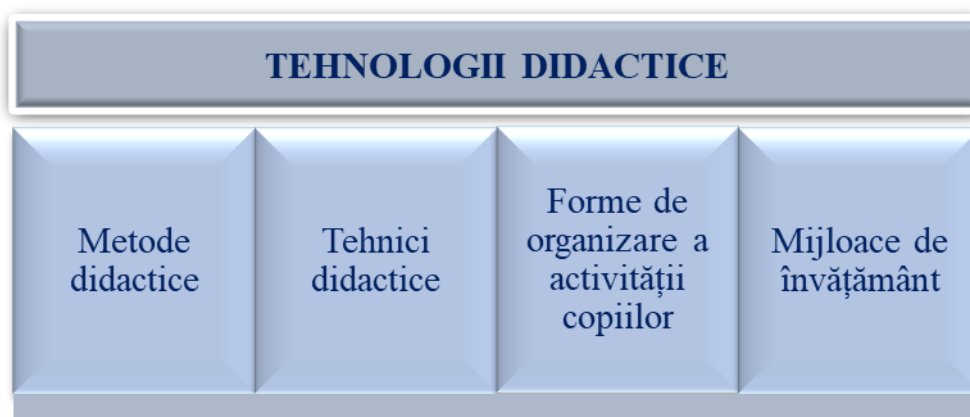 TEHNOLOGII DIDACTICE
Metode
didactice
Tehnici
didactice
Forme de
organizare a
activității
copiilor
Mijloace de
învățământ